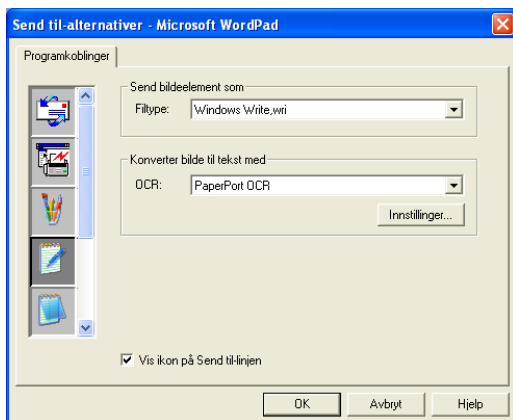 Send til-alternativer - Microsoft WordPad
Programkoblinger
Send bildeelement som
Filtype:
Windows Write,wri
Konverter bilde til tekst med
OCR:
PaperPort OCR
Innstillinger...
Vis ikon på Send til-linjen
OK
Avbryt
Hjelp